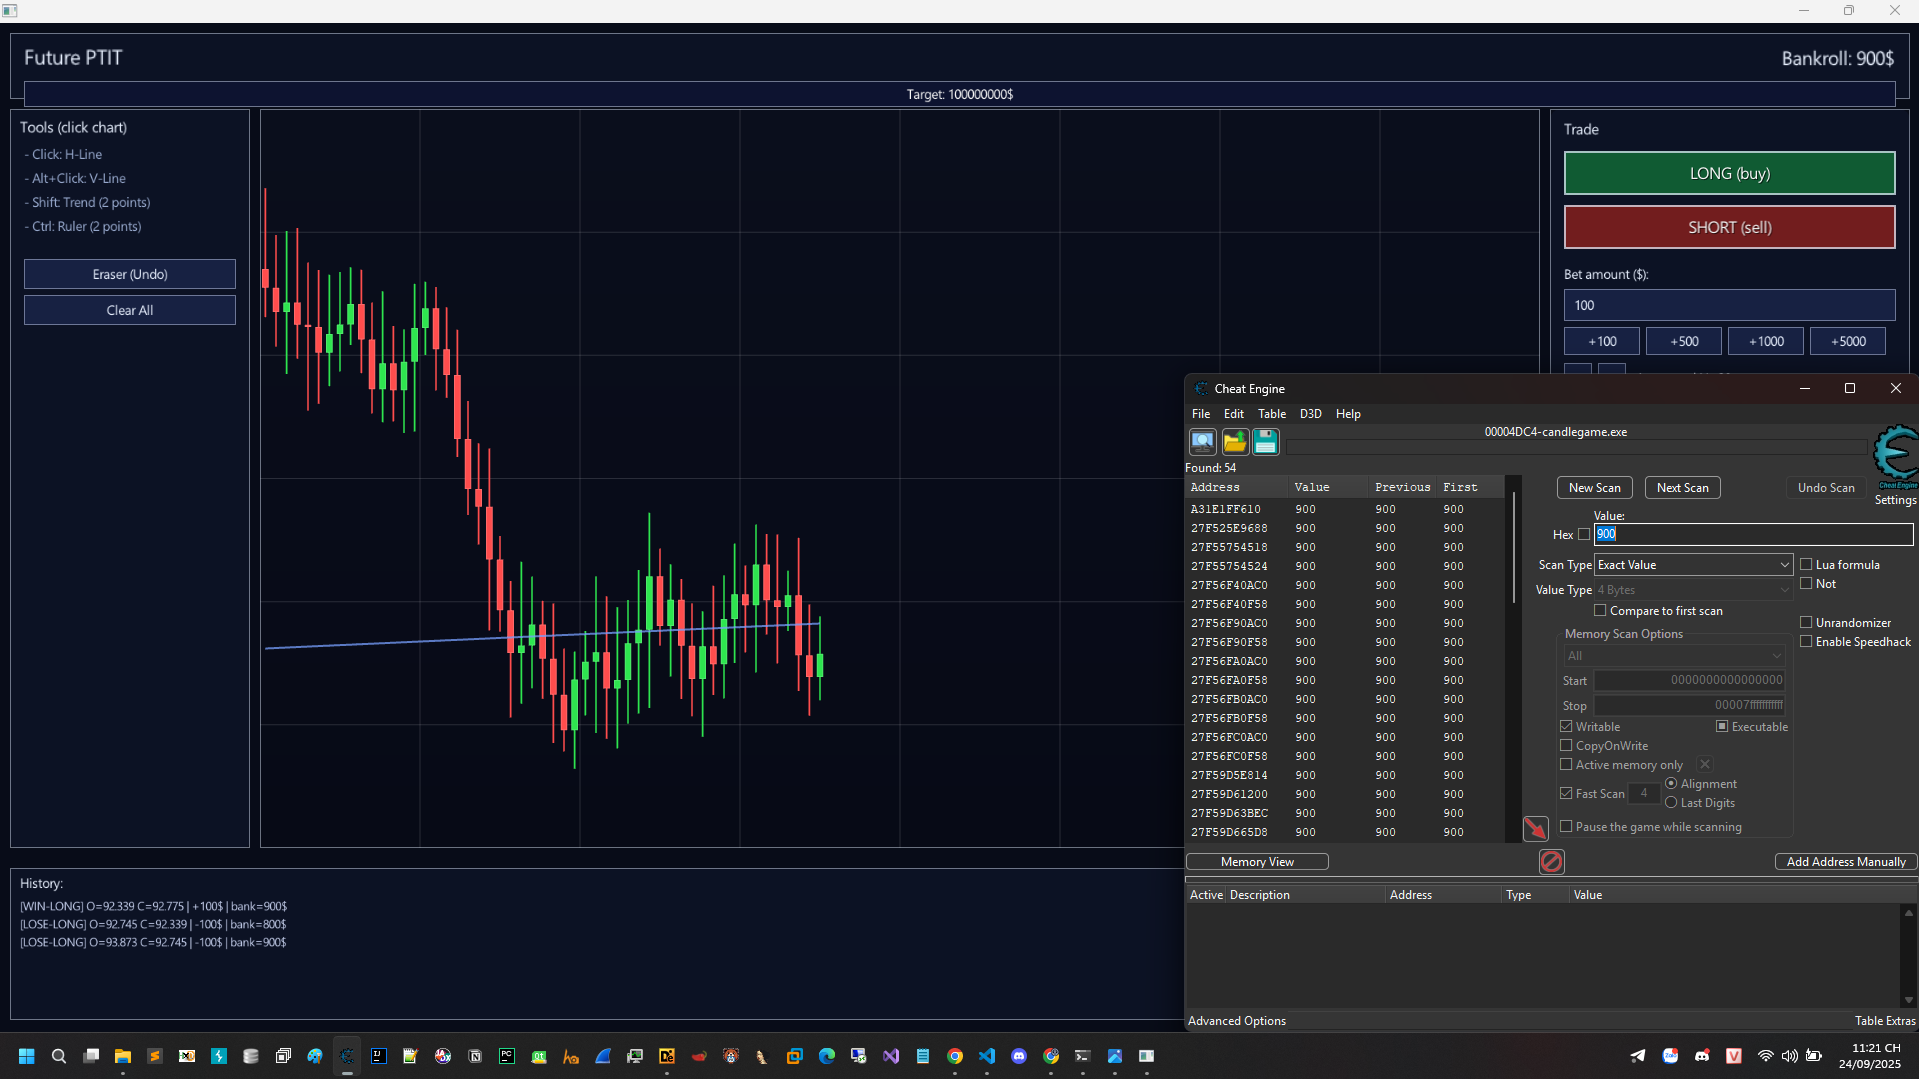 Future PTIT
Bankroll: 900$
Target: 100000000$
Tools (click chart)
- Click: H-Line
- Alt+Click: V-Line
- Shift: Trend (2 points)
- Ctrl: Ruler (2 points)
Eraser (Undo)
Clear All
Trade
LONG (buy)
SHORT (sell)
Bet amount ($):
100
+100
+500
+1000
+5000
Cheat Engine
File Edit Table D3D Help
00004DC4-candlegame.exe
Found: 54
Address Value Previous First
A31E1FF610 900 900 900
27F525E9688 900 900 900
27F55754518 900 900 900
27F55754524 900 900 900
27F56F40AC0 900 900 900
27F56F40F58 900 900 900
27F56F90AC0 900 900 900
27F56F90F58 900 900 900
27F56FA0AC0 900 900 900
27F56FA0F58 900 900 900
27F56FB0AC0 900 900 900
27F56FB0F58 900 900 900
27F56FC0AC0 900 900 900
27F56FC0F58 900 900 900
27F59D5E814 900 900 900
27F59D61200 900 900 900
27F59D63BEC 900 900 900
27F59D665D8 900 900 900
New Scan
Next Scan
Undo Scan
Cheat Engine
Settings
Value:
Hex
900
Scan Type Exact Value
Lua formula
Not
Value Type 4 Bytes
Compare to first scan
Unrandomizer
Enable Speedhack
Memory Scan Options
All
Start 0000000000000000
Stop 00007fffffffffff
Writable
Executable
CopyOnWrite
Active memory only
Fast Scan 4
Alignment
Last Digits
Pause the game while scanning
Memory View
Add Address Manually
Active Description Address Type Value
Advanced Options
Table Extras
History:
[WIN-LONG] O=92.339 C=92.775 | +100$ | bank=900$
[LOSE-LONG] O=92.745 C=92.339 | -100$ | bank=800$
[LOSE-LONG] O=93.873 C=92.745 | -100$ | bank=900$
11:21 CH
24/09/2025